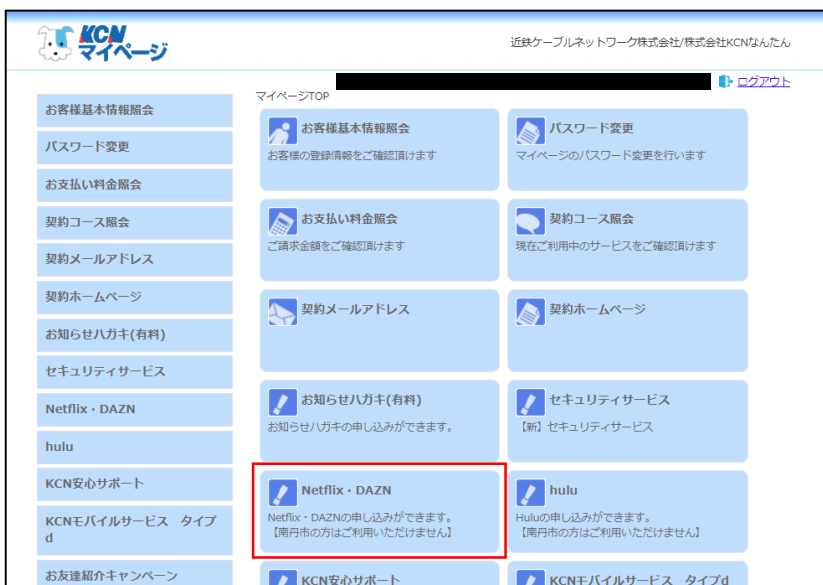 KCN
マイページ
近鉄ケーブルネットワーク株式会社/株式会社KCNなんたん
ログアウト
マイページTOP
お客様基本情報照会
パスワード変更
お支払い料金照会
契約コース照会
契約メールアドレス
契約ホームページ
お知らせハガキ(有料)
セキュリティサービス
Netflix・DAZN
hulu
KCN安心サポート
KCNモバイルサービス　タイプ
d
お友達紹介キャンペーン
お客様基本情報照会
お客様の登録情報をご確認頂けます
パスワード変更
マイページのパスワード変更を行います
お支払い料金照会
ご請求金額をご確認頂けます
契約コース照会
現在ご利用中のサービスをご確認頂けます
契約メールアドレス
契約ホームページ
お知らせハガキ(有料)
お知らせハガキの申し込みができます。
セキュリティサービス
【新】セキュリティサービス
Netflix・DAZN
Netflix・DAZNの申し込みができます。
【南丹市の方はご利用いただけません】
hulu
Huluの申し込みができます。
【南丹市の方はご利用いただけません】
KCN安心サポート
KCNモバイルサービス　タイプd